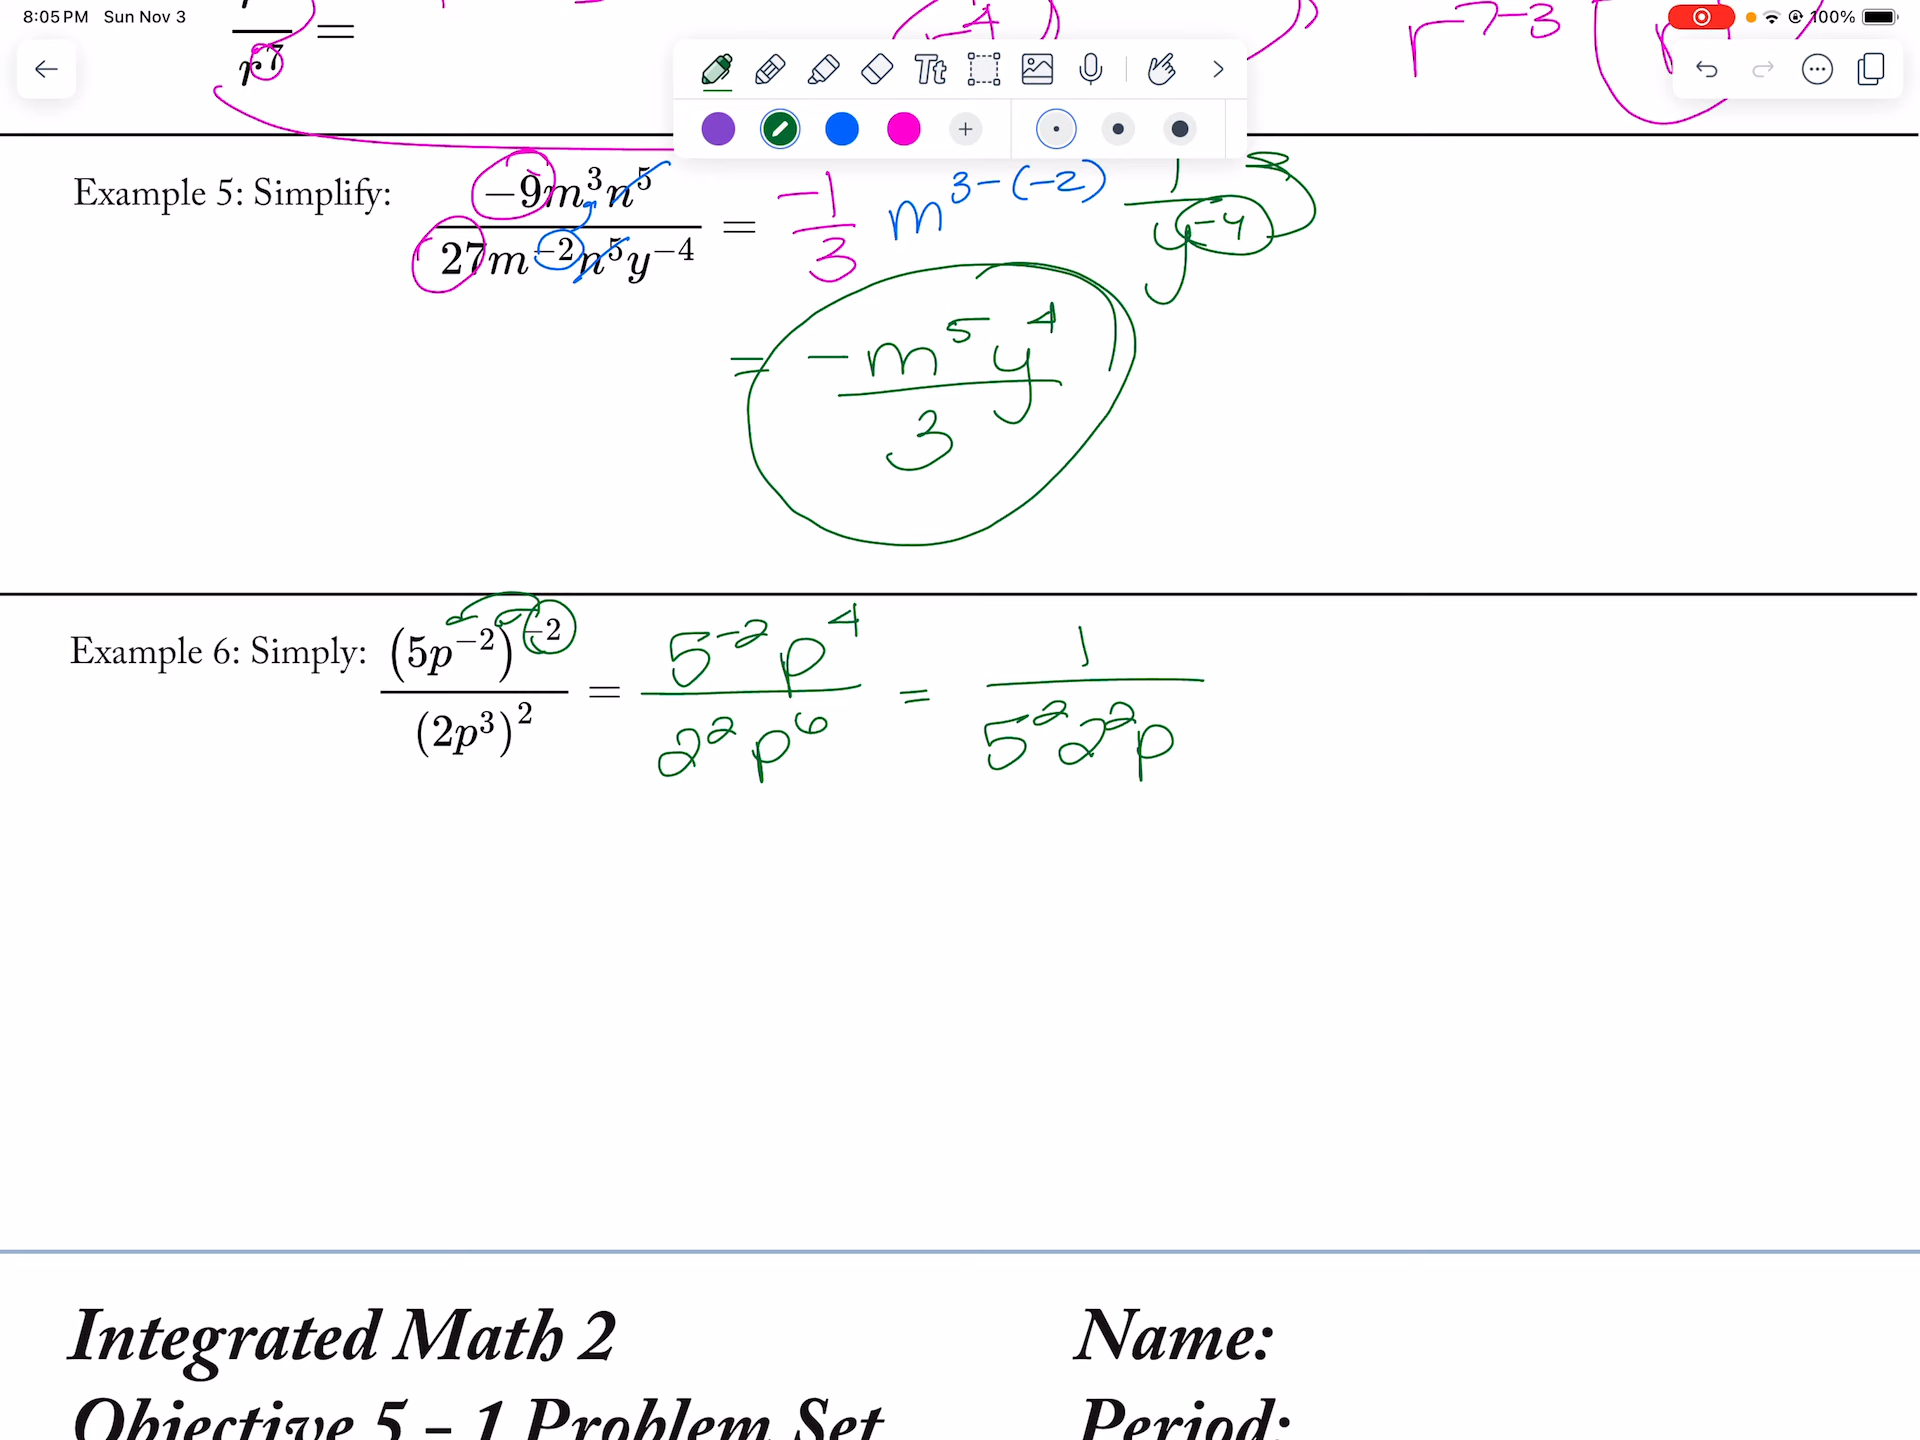 8:05 PM Sun Nov 3 100%
r^7 =
-4
r^7-3
Tt
Example 5: Simplify: −9m^3n^5 / 27m^−2n^5y^−4 = -1/3 m^3-(-2) 1/y^-4
= -m^5y^4 / 3
Example 6: Simply: (5p^−2)^−2 / (2p^3)^2 = 5^-2p^4 / 2^2p^6 = 1 / 5^2 2^2 p
Integrated Math 2 Name:
Objective 5 – 1 Problem Set Period: